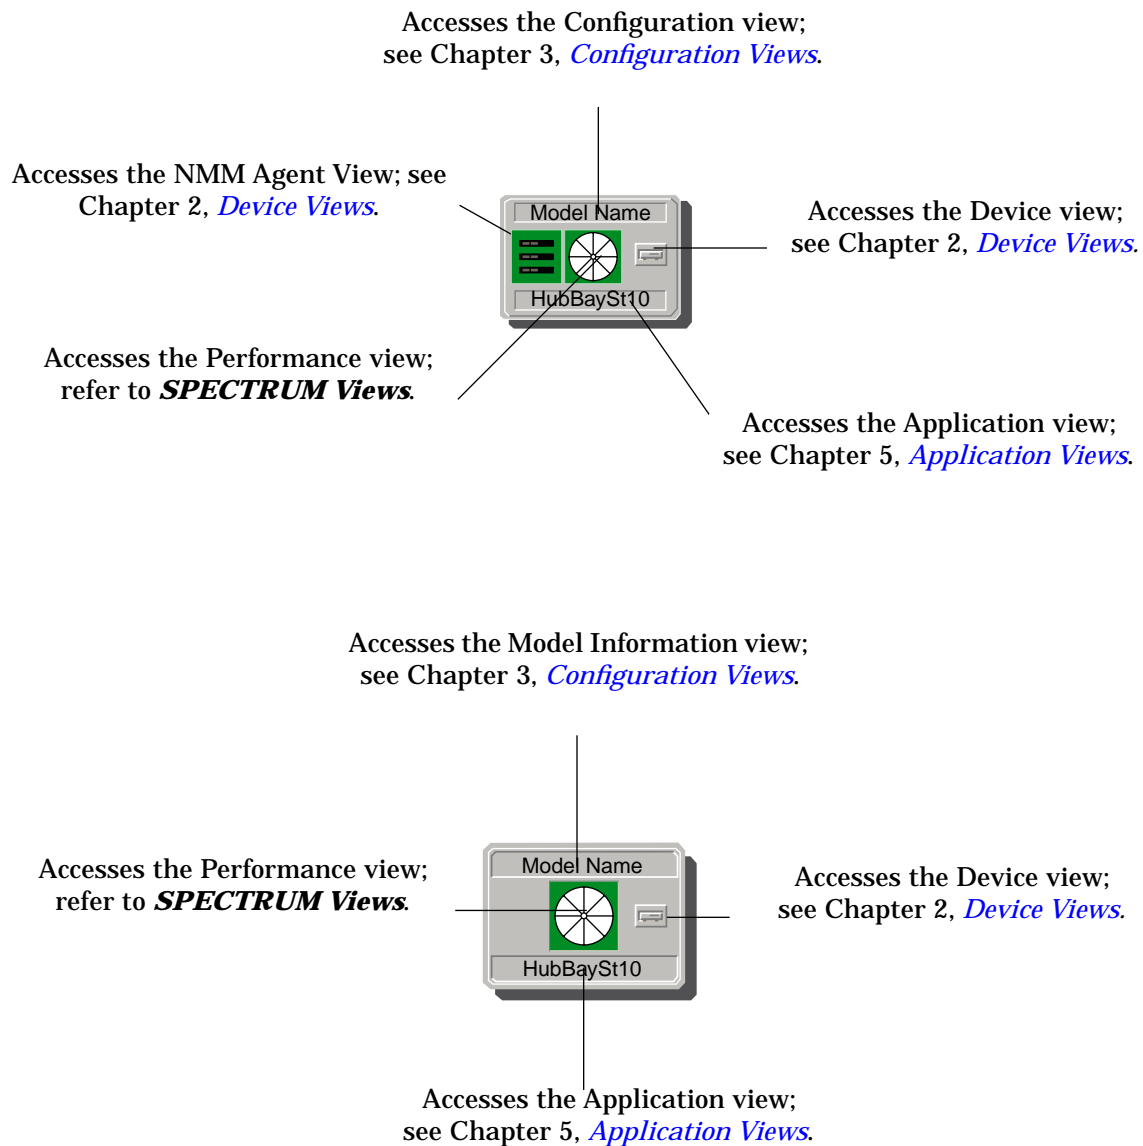 Accesses the Configuration view;
see Chapter 3, Configuration Views.
Accesses the NMM Agent View; see
Chapter 2, Device Views.
Model Name
HubBaySt10
Accesses the Device view;
see Chapter 2, Device Views.
Accesses the Performance view;
refer to SPECTRUM Views.
Accesses the Application view;
see Chapter 5, Application Views.
Accesses the Model Information view;
see Chapter 3, Configuration Views.
Accesses the Performance view;
refer to SPECTRUM Views.
Model Name
HubBaySt10
Accesses the Device view;
see Chapter 2, Device Views.
Accesses the Application view;
see Chapter 5, Application Views.